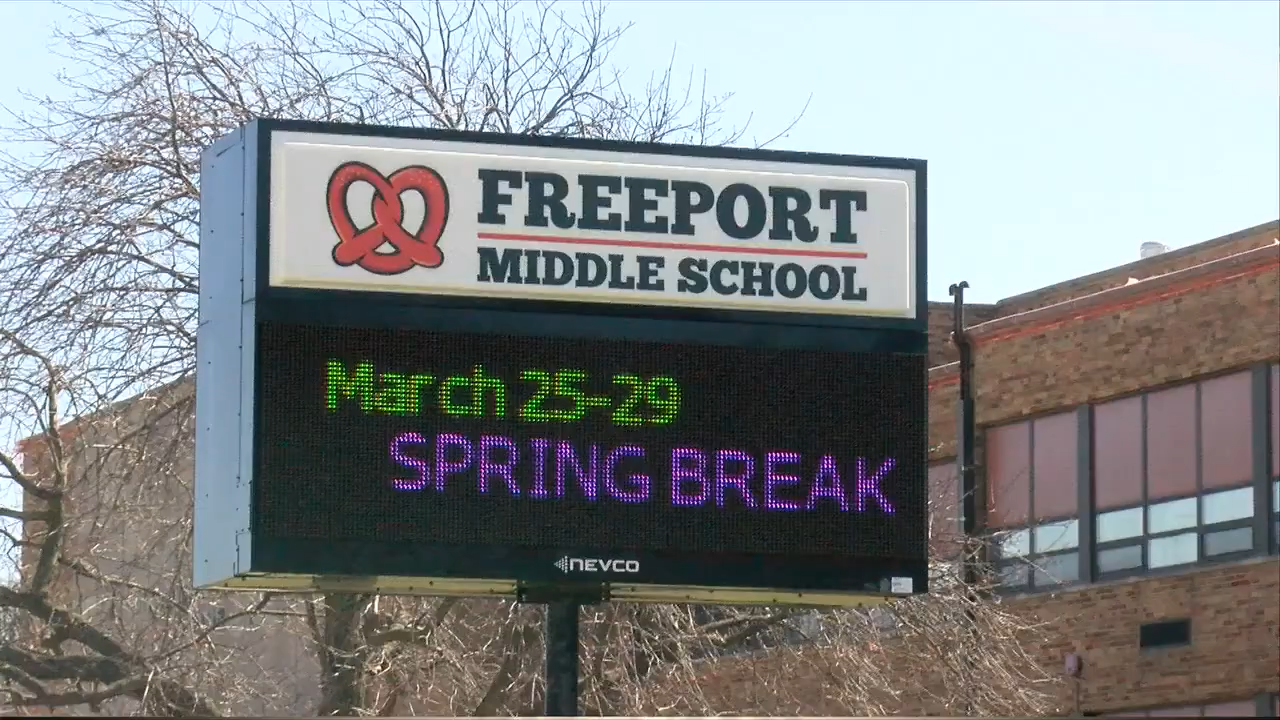 FREEPORT
MIDDLE SCHOOL
March 25-29
SPRING BREAK
NEVCO